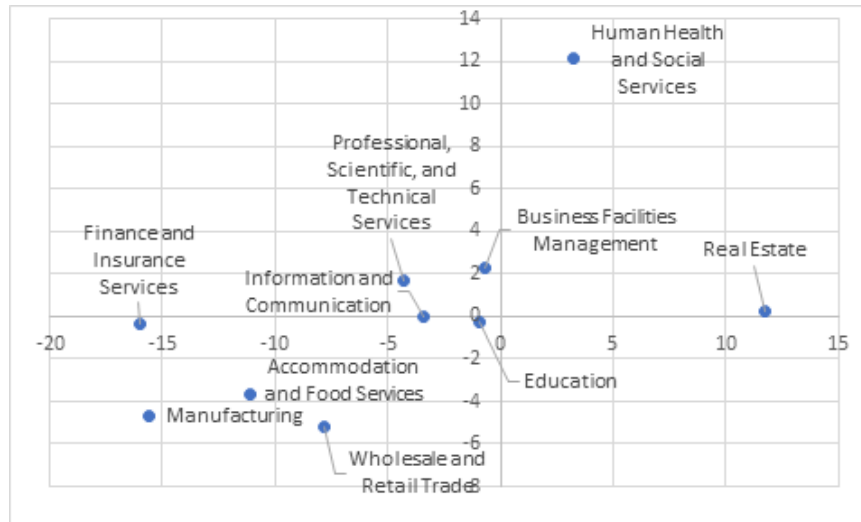 14
Human Health
and Social
Services
12
10
8
Professional,
Scientific, and
Technical
Services
6
4
Business Facilities
Management
Real Estate
Finance and
Insurance
Services
2
Information and
Communication
0
-20
-15
-10
-5
0
5
10
15
-2
Accommodation
and Food Services
Education
-4
Manufacturing
-6
Wholesale and
Retail Trade
-8